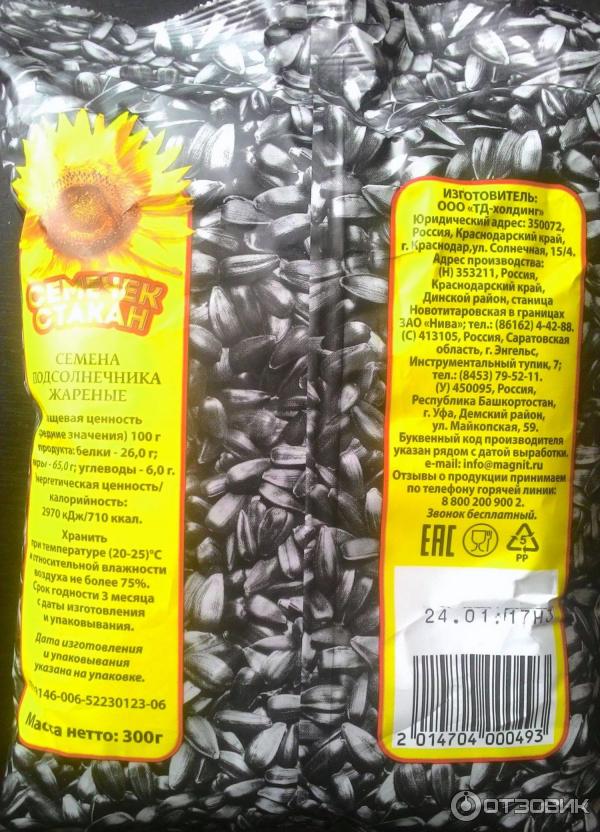 СЕМЕЧЕК
СТАКАН
СЕМЕНА
ПОДСОЛНЕЧНИКА
ЖАРЕНЫЕ
ценность
значения) 100 г
продукта: белки - 26,0 г;
- 65,0 г; углеводы - 6,0 г.
ценность/
калорийность:
2970 кДж/710 ккал.
Хранить
при температуре (20-25)°С
и относительной влажности
воздуха не более 75%.
Срок годности 3 месяца
с даты изготовления
и упаковывания.
Дата изготовления
и упаковывания
указана на упаковке.
9146-006-52230123-06
Масса нетто: 300г
ИЗГОТОВИТЕЛЬ:
ООО «ТД-холдинг»
Юридический адрес: 350072,
Россия, Краснодарский край,
г. Краснодар,ул. Солнечная, 15/4.
Адрес производства:
(Н) 353211, Россия,
Краснодарский край,
Динской район, станица
Новотитаровская в границах
ЗАО «Нива»; тел.: (86162) 4-42-88.
(С) 413105, Россия, Саратовская
область, г. Энгельс,
Инструментальный тупик, 7;
тел.: (8453) 79-52-11.
(У) 450095, Россия,
Республика Башкортостан,
г. Уфа, Демский район,
ул. Майкопская, 59.
Буквенный код производителя
указан рядом с датой выработки.
e-mail: info@magnit.ru
Отзывы о продукции принимаем
по телефону горячей линии:
8 800 200 900 2.
Звонок бесплатный.
ЕАС
5
PP
24.01.17Н3
2 014704 000493
ОТЗОВИК